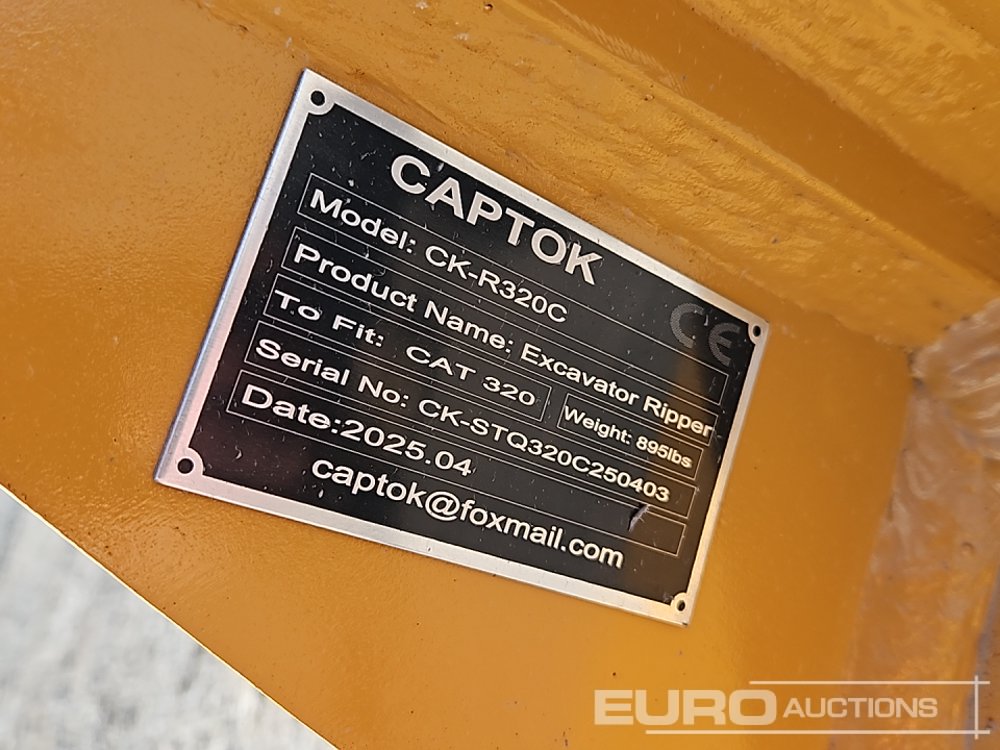 CAPTOK
Model: CK-R320C
CE
Product Name: Excavator Ripper
To Fit: CAT 320 Weight: 895lbs
Serial No: CK-STQ320C250403
Date:2025.04
captok@foxmail.com
EURO AUCTIONS